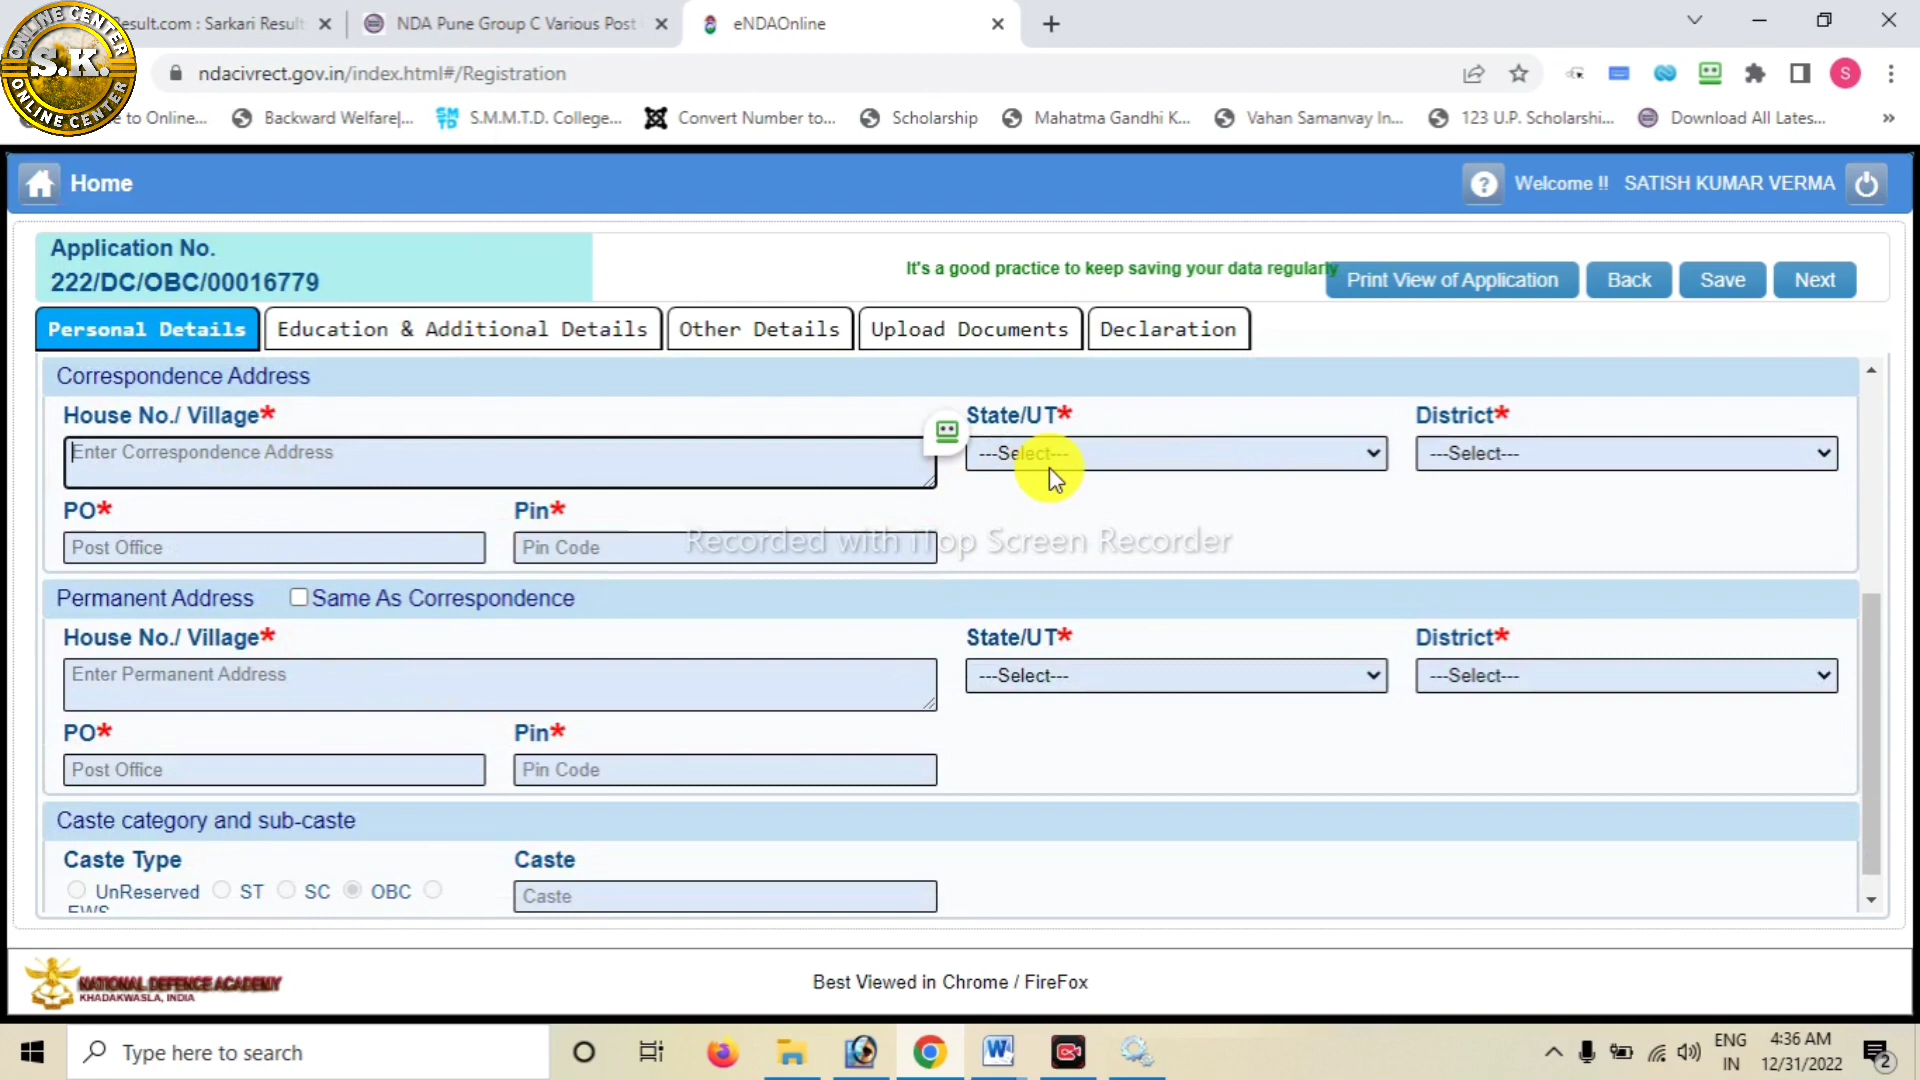 Result.com : Sarkari Result
NDA Pune Group C Various Post
eNDAOnline
ONLINE CENTER
S.K.
ONLINE CENTER
ndacivrect.gov.in/index.html#/Registration
S
to Online...
Backward Welfare|...
S.M.M.T.D. College...
Convert Number to...
Scholarship
Mahatma Gandhi K...
Vahan Samanvay In...
123 U.P. Scholarshi...
Download All Lates...
»
Home
Welcome !! SATISH KUMAR VERMA
Application No.
222/DC/OBC/00016779
It's a good practice to keep saving your data regularly
Print View of Application
Back
Save
Next
Personal Details
Education & Additional Details
Other Details
Upload Documents
Declaration
Correspondence Address
House No./ Village*
State/UT*
District*
Enter Correspondence Address
---Select---
---Select---
PO*
Pin*
Post Office
Pin Code
Recorded with iTop Screen Recorder
Permanent Address
Same As Correspondence
House No./ Village*
State/UT*
District*
Enter Permanent Address
---Select---
---Select---
PO*
Pin*
Post Office
Pin Code
Caste category and sub-caste
Caste Type
Caste
UnReserved ST SC OBC
EWS
Caste
NATIONAL DEFENCE ACADEMY
KHADAKWASLA, INDIA
Best Viewed in Chrome / FireFox
Type here to search
ENG
IN
4:36 AM
12/31/2022
2